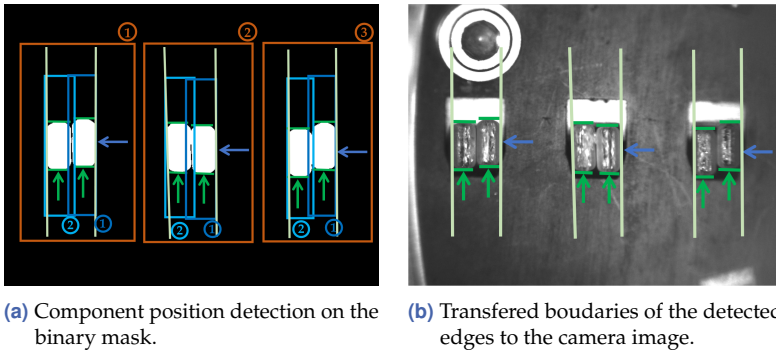 1 2 3
2 1 2 1 2 1
(a) Component position detection on the
binary mask.
(b) Transfered boudaries of the detected
edges to the camera image.